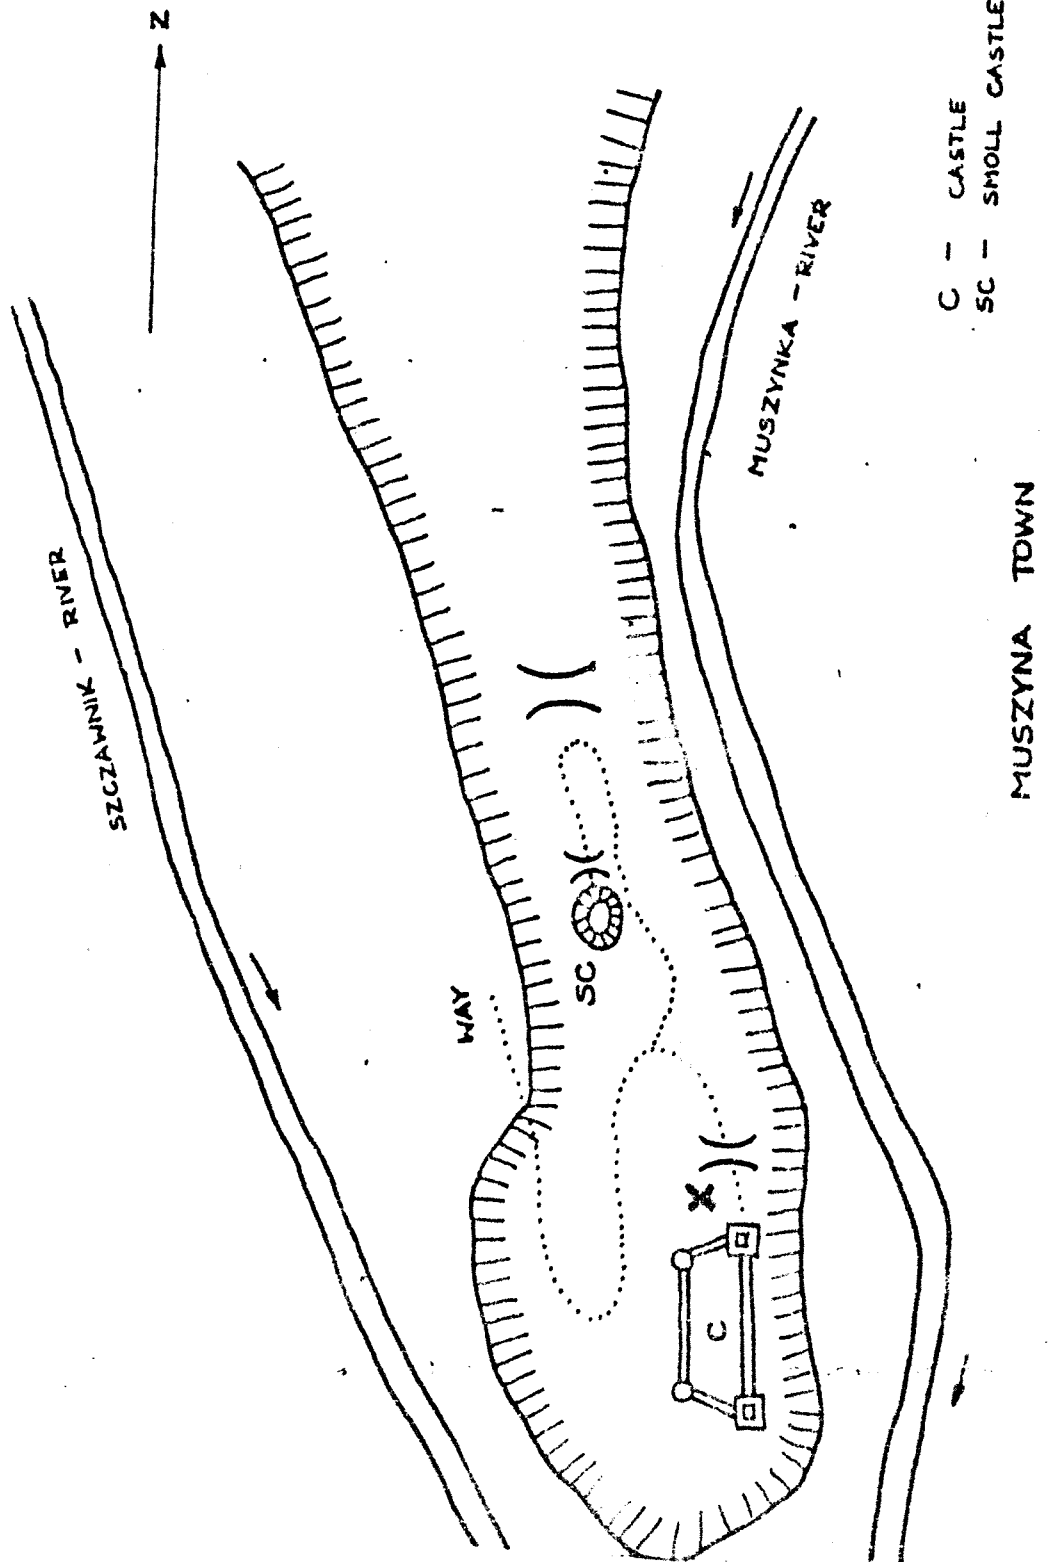 N
SZCZAWNIK - RIVER
WAY
SC
X
C
MUSZYNKA - RIVER
C - CASTLE
SC - SMOLL CASTLE
MUSZYNA TOWN